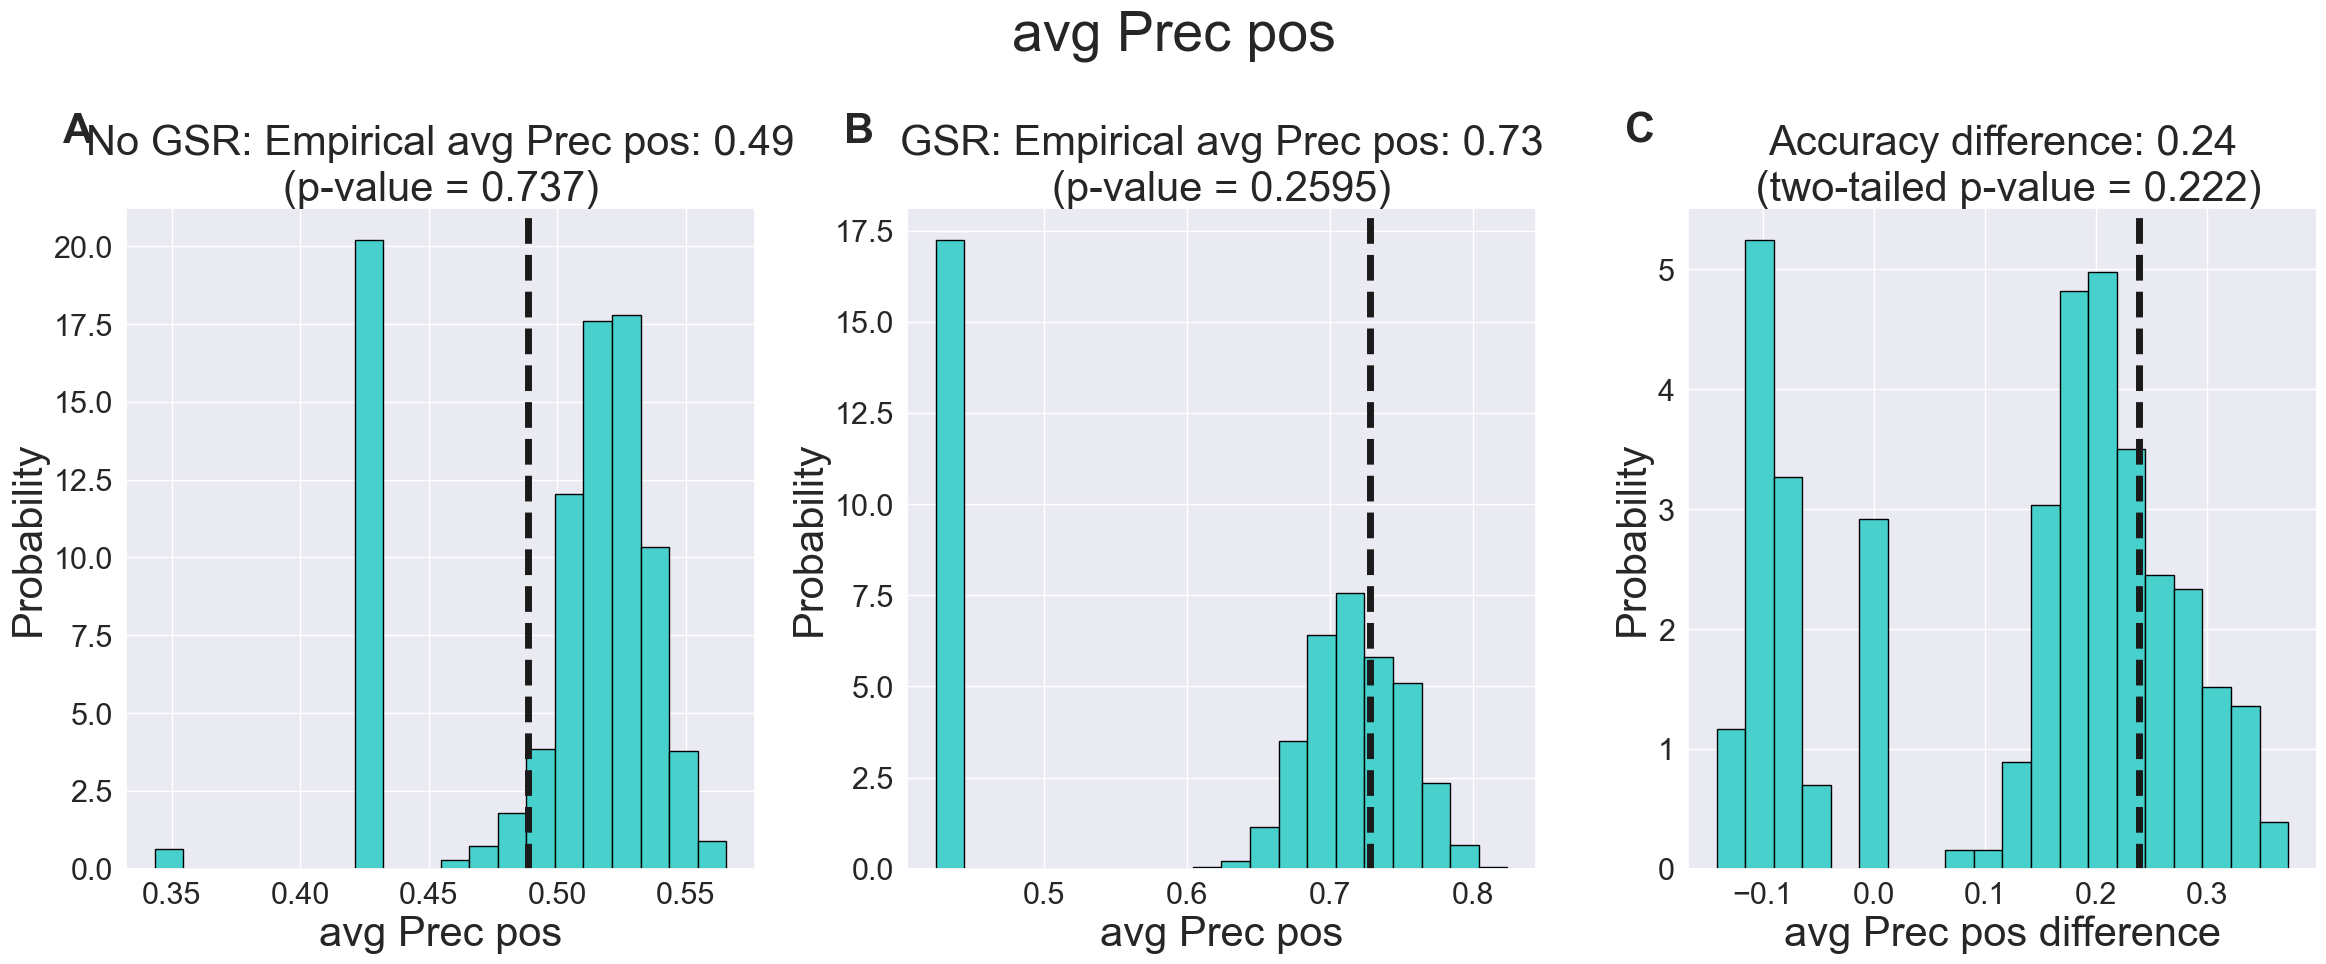 avg Prec pos
A
No GSR: Empirical avg Prec pos: 0.49
(p-value = 0.737)
20.0
17.5
15.0
12.5
10.0
7.5
5.0
2.5
0.0
Probability
0.35 0.40 0.45 0.50 0.55
avg Prec pos
B
GSR: Empirical avg Prec pos: 0.73
(p-value = 0.2595)
17.5
15.0
12.5
10.0
7.5
5.0
2.5
0.0
Probability
0.5 0.6 0.7 0.8
avg Prec pos
C
Accuracy difference: 0.24
(two-tailed p-value = 0.222)
5
4
3
2
1
0
Probability
−0.1 0.0 0.1 0.2 0.3
avg Prec pos difference